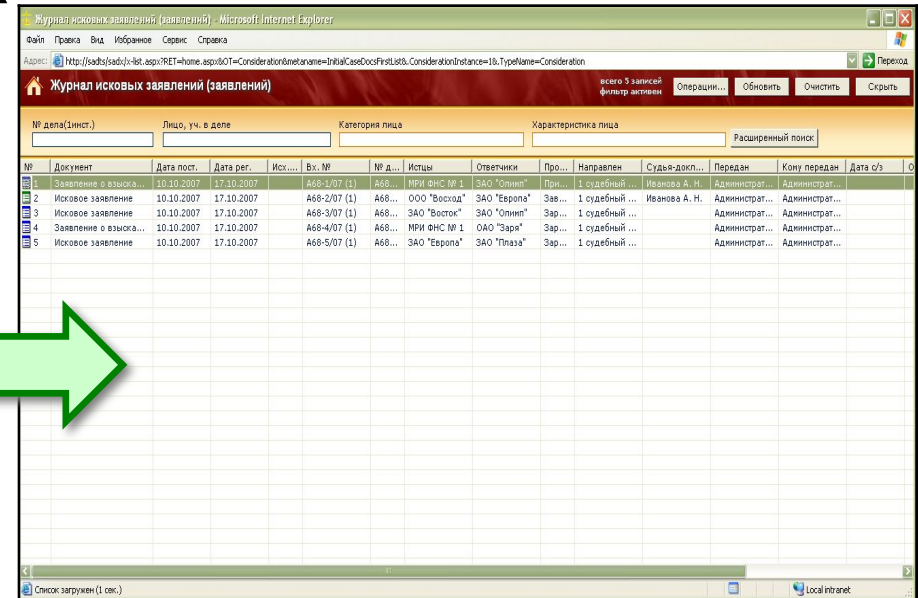 Журнал исковых заявлений (заявлений) - Microsoft Internet Explorer
Файл Правка Вид Избранное Сервис Справка
Адрес: http://sadts/sadx/x-list.aspx?RET=home.aspx&OT=Consideration&metaname=InitialCaseDocsFirstList&.ConsiderationInstance=1&.TypeName=Consideration Переход
Журнал исковых заявлений (заявлений) всего 5 записей фильтр активен Операции... Обновить Очистить Скрыть
№ дела(1инст.) Лицо, уч. в деле Категория лица Характеристика лица
Расширенный поиск
№ Документ Дата пост. Дата рег. Исх.... Вх. № № д... Истцы Ответчики Про... Направлен Судья-докл... Передан Кому передан Дата о/з О
1 Заявление о взыска... 10.10.2007 17.10.2007 А68-1/07 (1) А68... МРИ ФНС № 1 ЗАО "Олимп" При... 1 судебный ... Иванова А. Н. Администрат... Администрат...
2 Исковое заявление 10.10.2007 17.10.2007 А68-2/07 (1) А68... ООО "Восход" ЗАО "Европа" Зав... 1 судебный ... Иванова А. Н. Администрат... Администрат...
3 Исковое заявление 10.10.2007 17.10.2007 А68-3/07 (1) А68... ЗАО "Восток" ЗАО "Олимп" Зар... 1 судебный ... Администрат... Администрат...
4 Заявление о взыска... 10.10.2007 17.10.2007 А68-4/07 (1) А68... МРИ ФНС № 1 ОАО "Заря" Зар... 1 судебный ... Администрат... Администрат...
5 Исковое заявление 10.10.2007 17.10.2007 А68-5/07 (1) А68... ЗАО "Европа" ЗАО "Плаза" Зар... 1 судебный ... Администрат... Администрат...
Список загружен (1 сек.) Local intranet